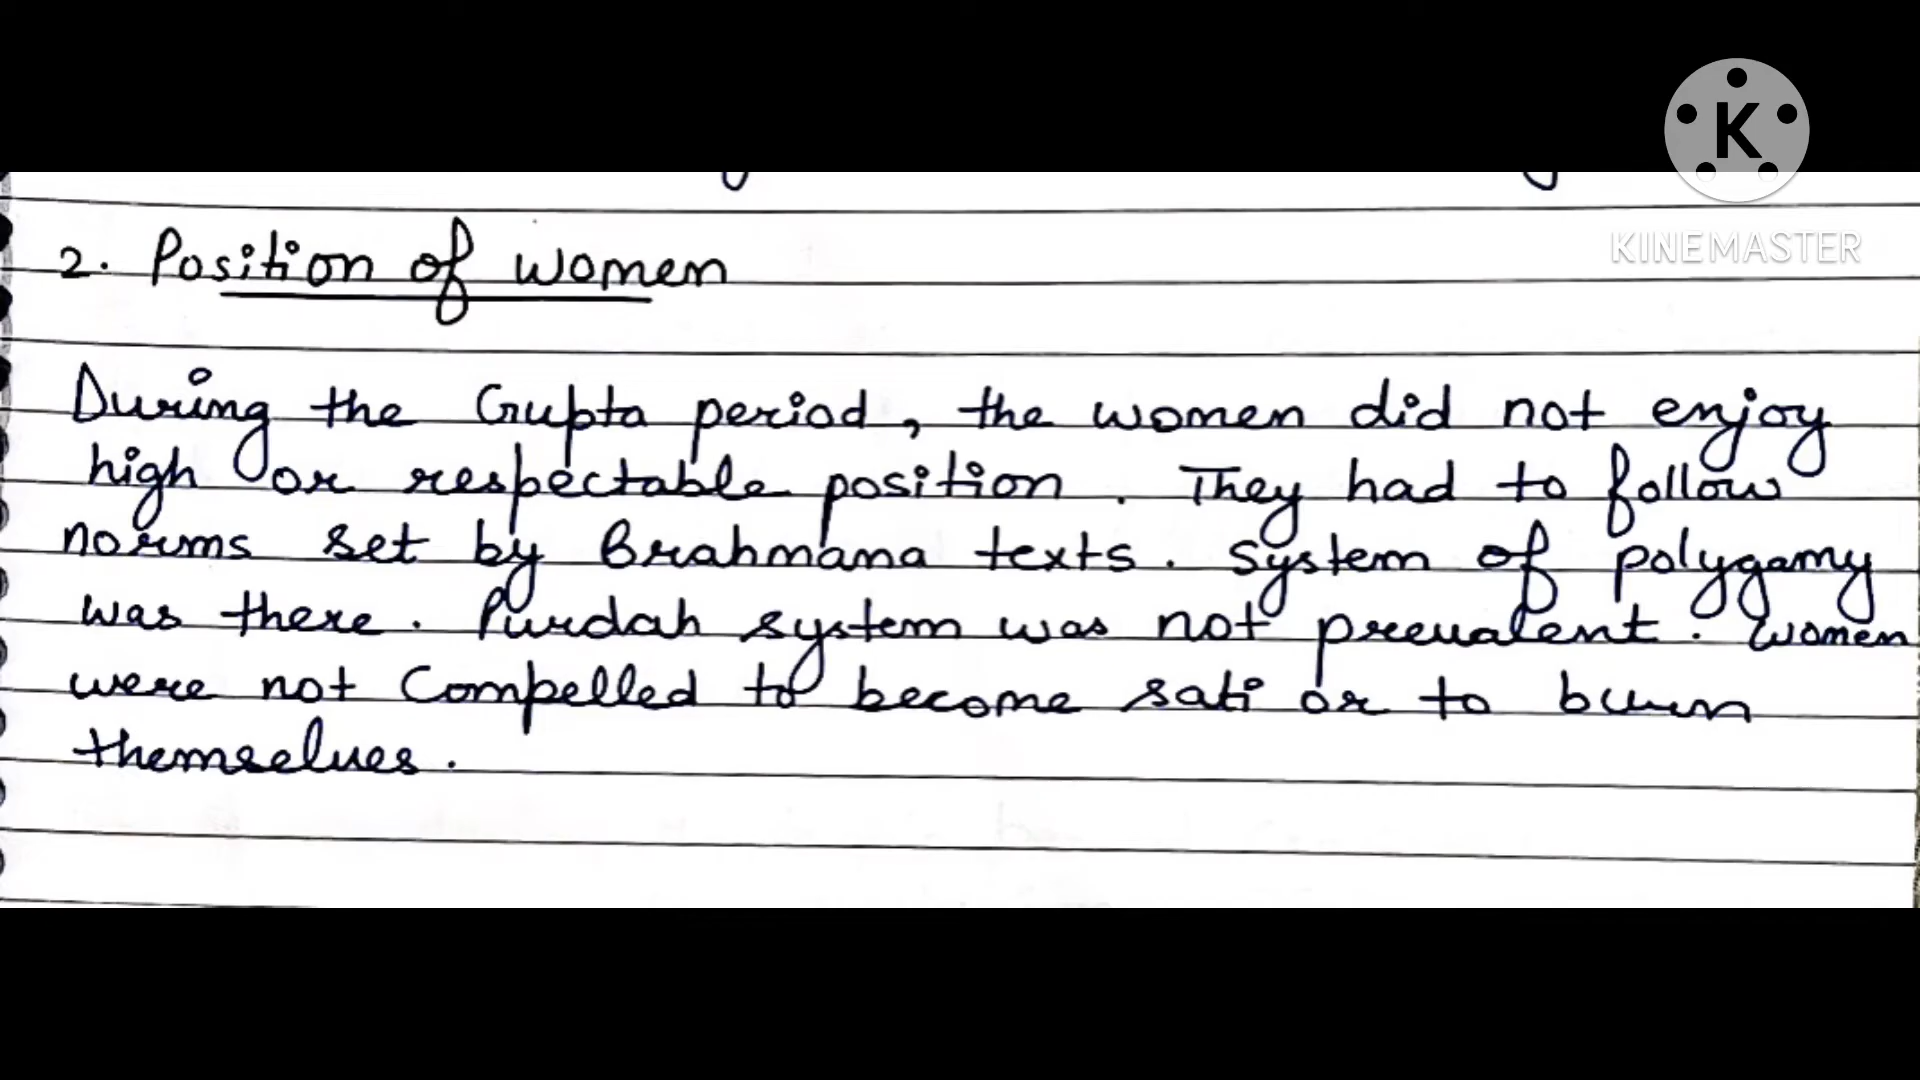 K
KINEMASTER
2. Position of women
During the Gupta period, the women did not enjoy
high or respectable position. They had to follow
norms set by Brahmana texts. System of polygamy
was there. Purdah system was not prevalent. Women
were not Compelled to become sati or to burn
themselves.